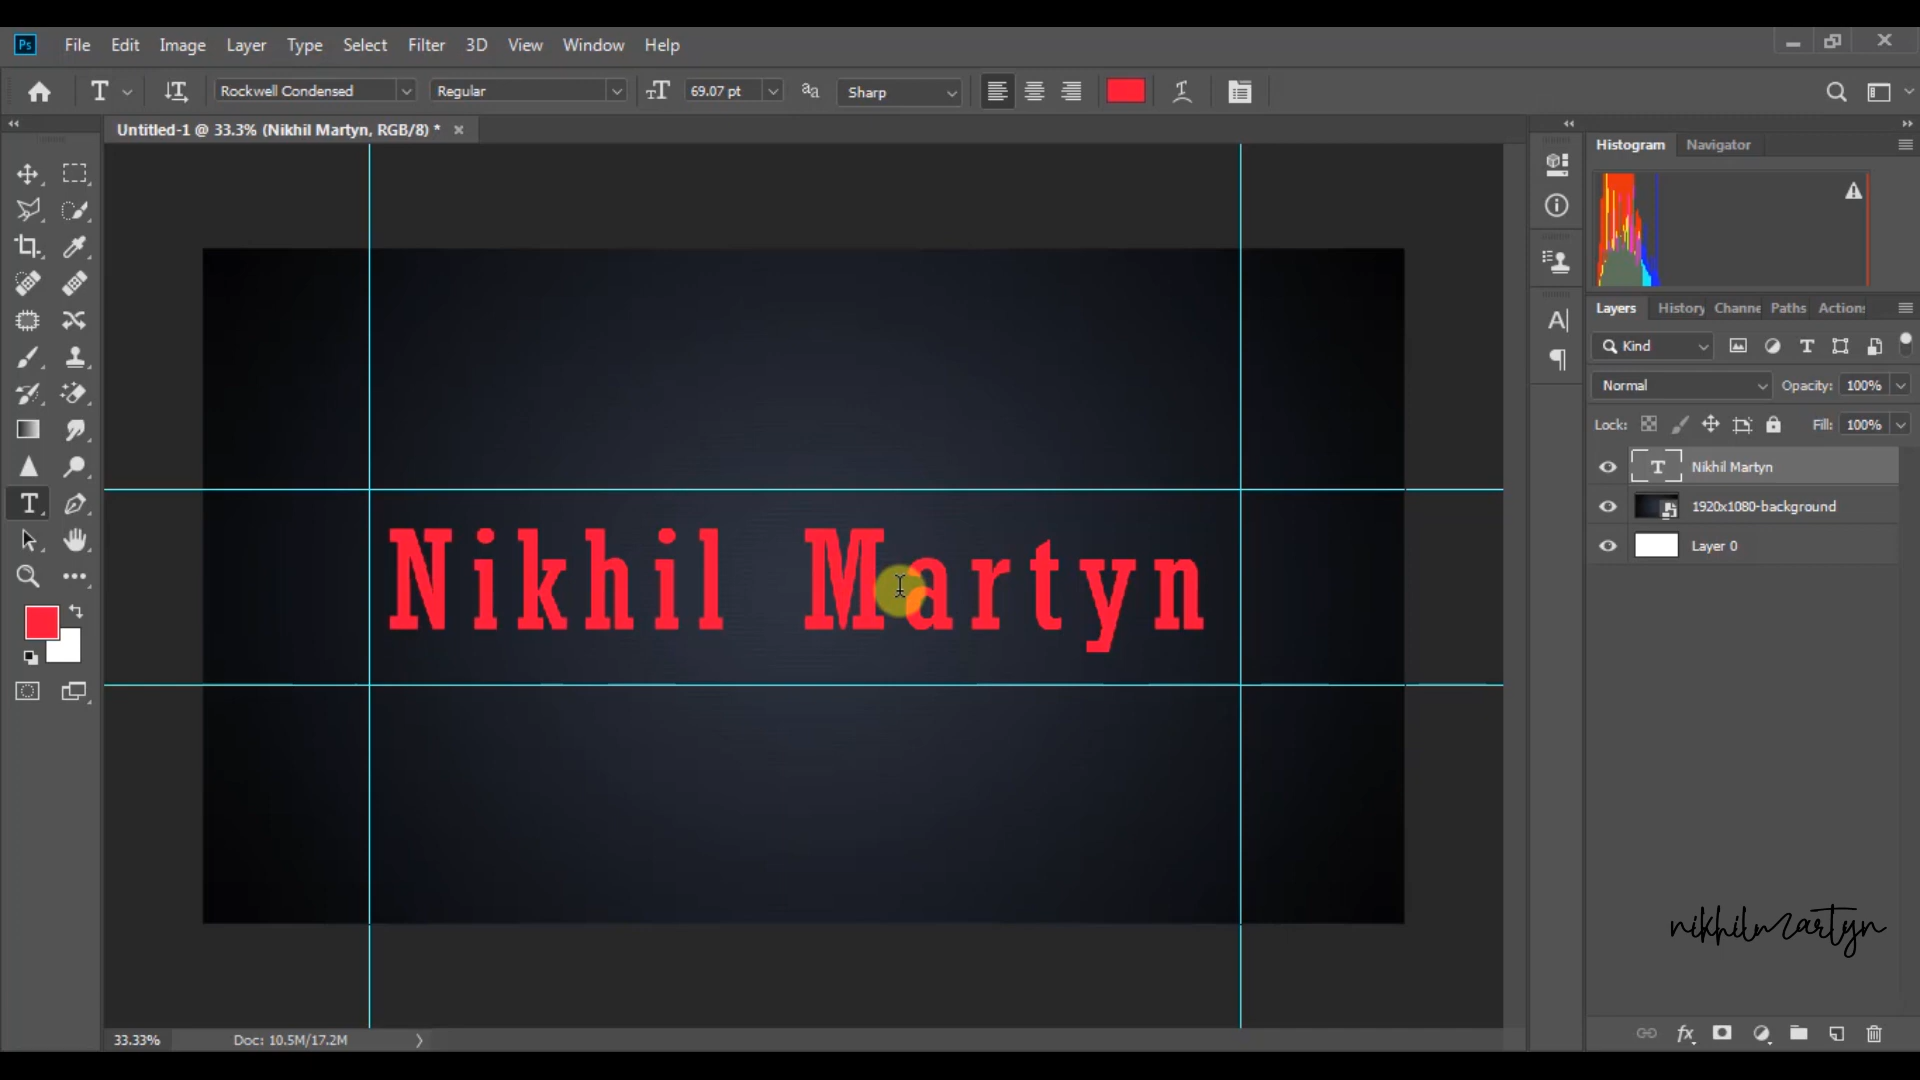 Ps File Edit Image Layer Type Select Filter 3D View Window Help
T Rockwell Condensed Regular 69.07 pt aa Sharp
Untitled-1 @ 33.3% (Nikhil Martyn, RGB/8) *
Histogram Navigator
Layers History Channe Paths Action
Kind
Normal Opacity: 100%
Lock: Fill: 100%
T Nikhil Martyn
1920x1080-background
Layer 0
Nikhil Martyn
nikhilmartyn
33.33% Doc: 10.5M/17.2M